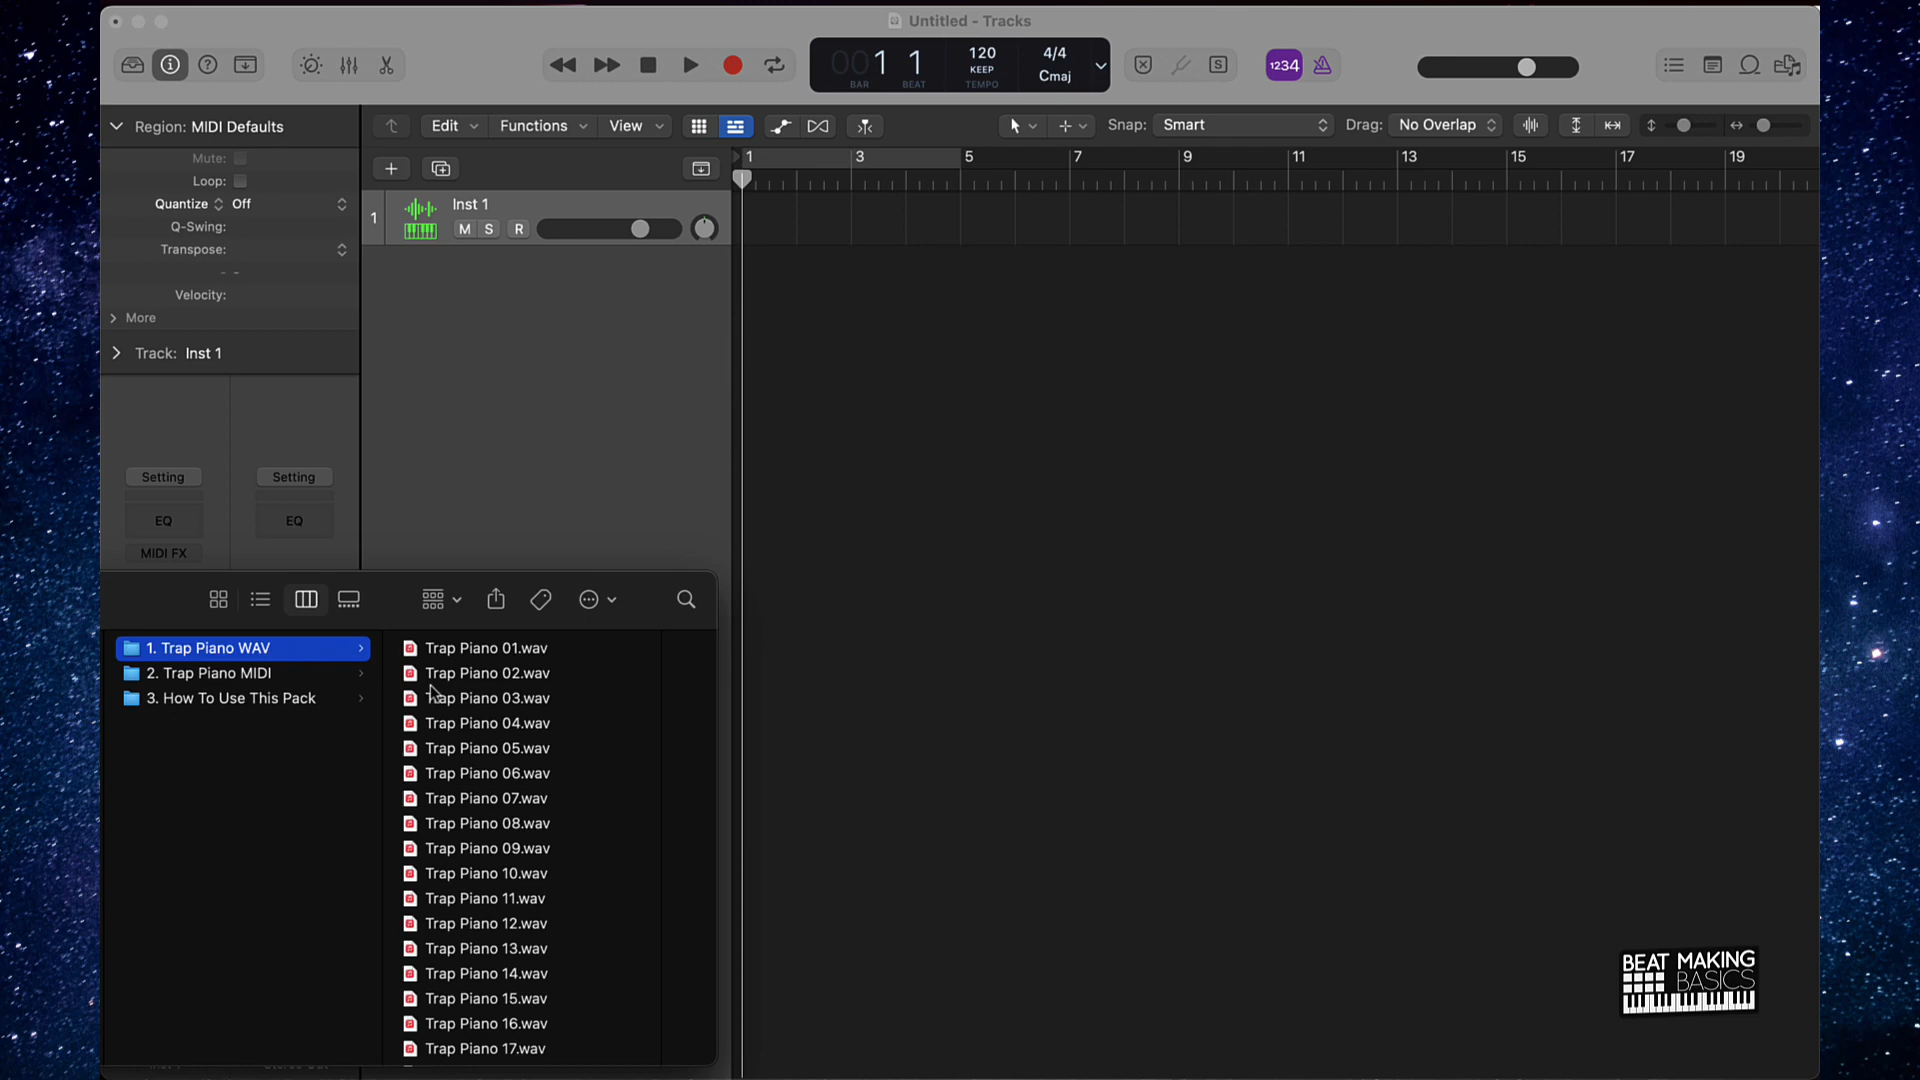 Untitled - Tracks
001 1
BAR BEAT
120
KEEP
TEMPO
4/4
Cmaj
S
1234
Region: MIDI Defaults
Mute:
Loop:
Quantize Off
Q-Swing:
Transpose:
- -
Velocity:
More
Track: Inst 1
Setting Setting
EQ EQ
MIDI FX
Edit Functions View
Snap: Smart
Drag: No Overlap
1 3 5 7 9 11 13 15 17 19
1
Inst 1
M S R
1. Trap Piano WAV
2. Trap Piano MIDI
3. How To Use This Pack
Trap Piano 01.wav
Trap Piano 02.wav
Trap Piano 03.wav
Trap Piano 04.wav
Trap Piano 05.wav
Trap Piano 06.wav
Trap Piano 07.wav
Trap Piano 08.wav
Trap Piano 09.wav
Trap Piano 10.wav
Trap Piano 11.wav
Trap Piano 12.wav
Trap Piano 13.wav
Trap Piano 14.wav
Trap Piano 15.wav
Trap Piano 16.wav
Trap Piano 17.wav
BEAT MAKING
BASICS